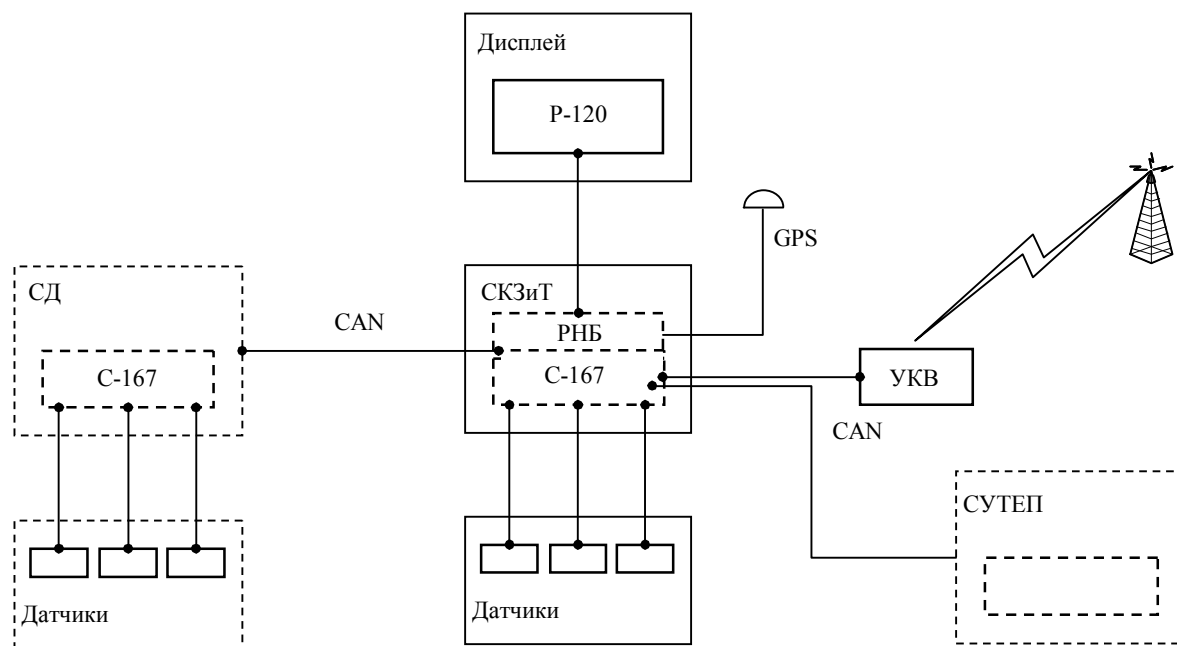 Дисплей
Р-120
GPS
СД
СКЗиТ
CAN
РНБ
С-167
С-167
УКВ
CAN
СУТЕП
Датчики
Датчики